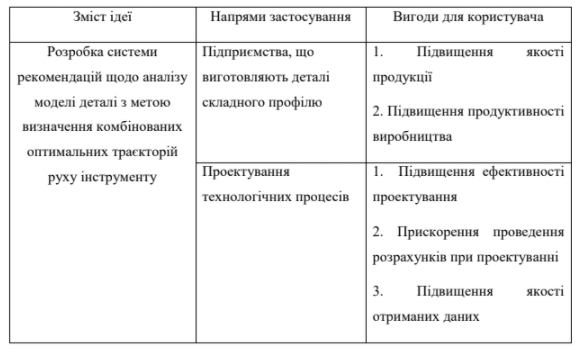 Зміст ідеї
Напрями застосування
Вигоди для користувача
Розробка системи
рекомендацій щодо аналізу
моделі деталі з метою
визначення комбінованих
оптимальних траєкторій
руху інструменту
Підприємства, що
виготовляють деталі
складного профілю
1. Підвищення якості
продукції
2. Підвищення продуктивності
виробництва
Проектування
технологічних процесів
1. Підвищення ефективності
проектування
2. Прискорення проведення
розрахунків при проектуванні
3. Підвищення якості
отриманих даних